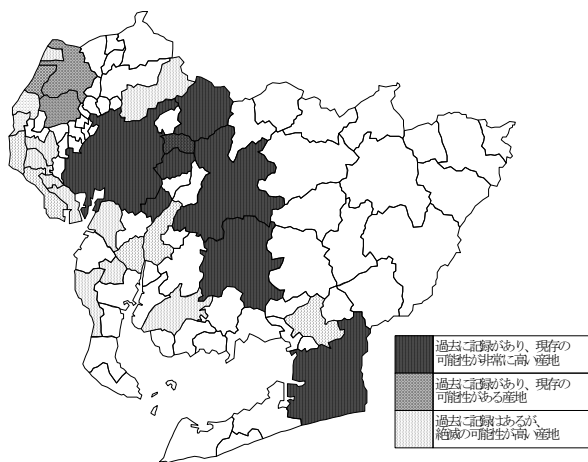 過去に記録があり、現存の
可能性が非常に高い産地
過去に記録があり、現存の
可能性がある産地
過去に記録はあるが、
絶滅の可能性が高い産地